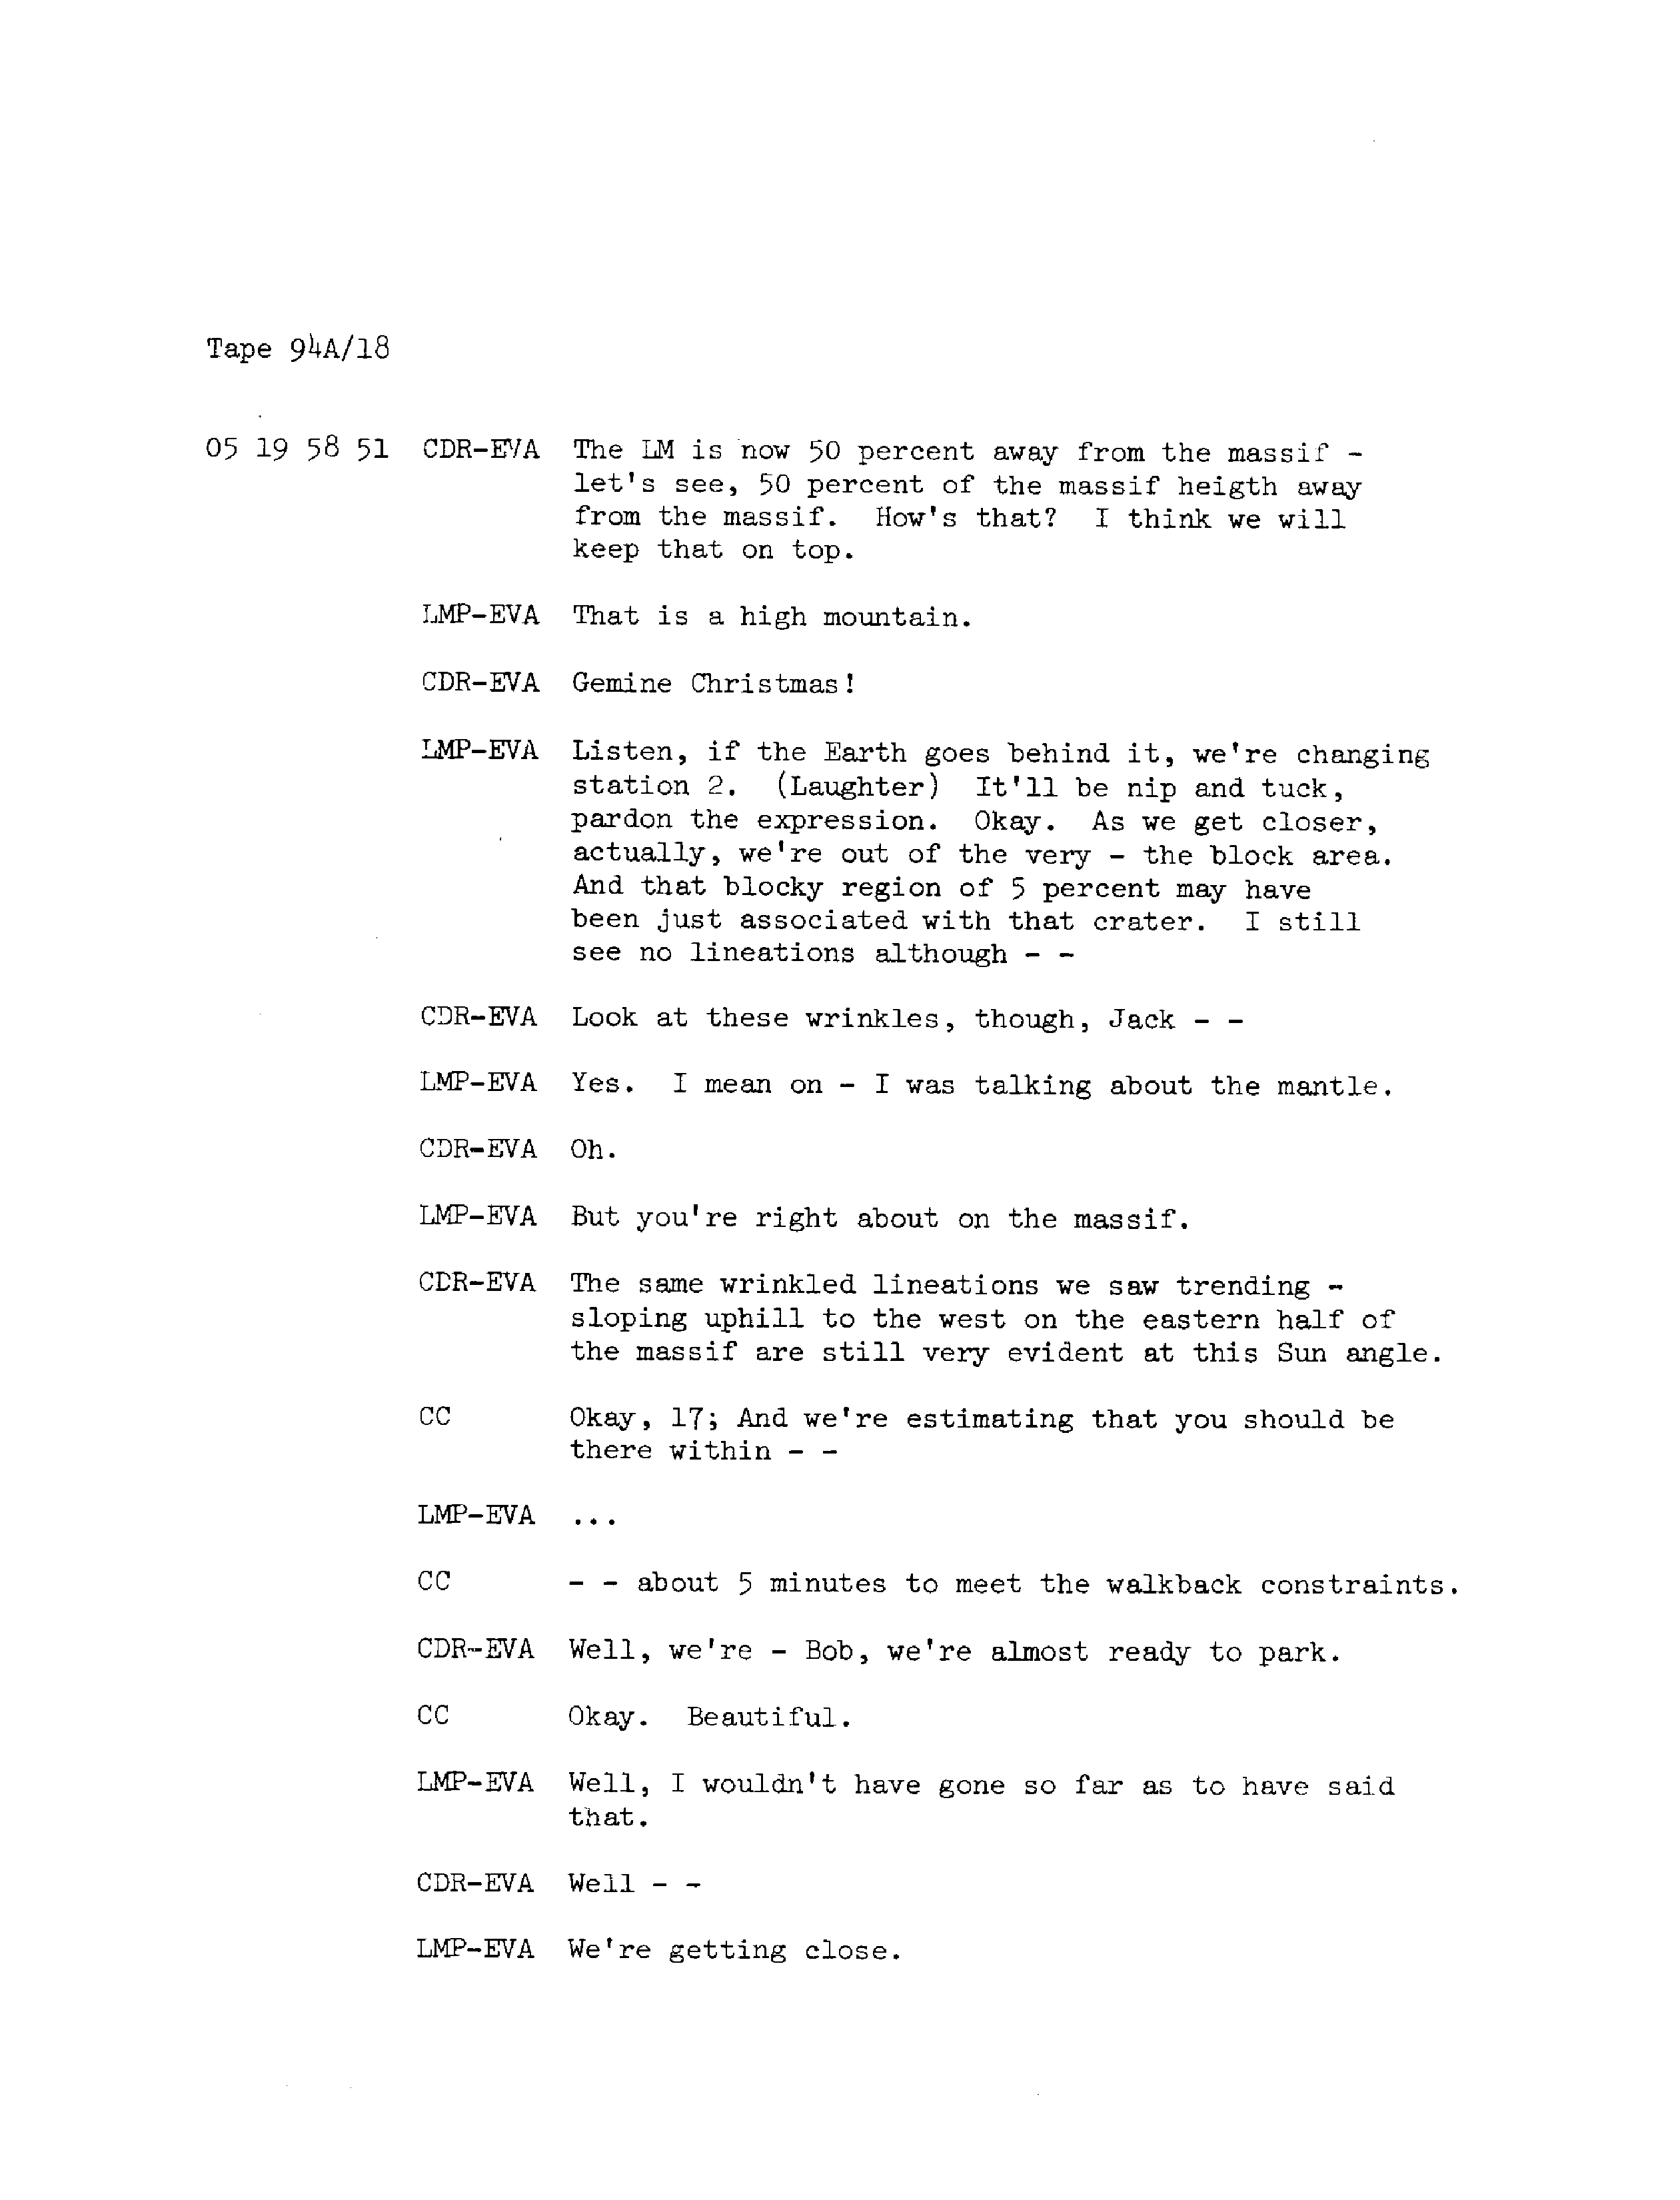 Tape 94A/18
05 19 58 51 CDR-EVA The LM is now 50 percent away from the massif -
let's see, 50 percent of the massif heigth away
from the massif. How's that? I think we will
keep that on top.
LMP-EVA That is a high mountain.
CDR-EVA Gemine Christmas!
LMP-EVA Listen, if the Earth goes behind it, we're changing
station 2. (Laughter) It'll be nip and tuck,
pardon the expression. Okay. As we get closer,
actually, we're out of the very - the block area.
And that blocky region of 5 percent may have
been just associated with that crater. I still
see no lineations although - -
CDR-EVA Look at these wrinkles, though, Jack - -
LMP-EVA Yes. I mean on - I was talking about the mantle.
CDR-EVA Oh.
LMP-EVA But you're right about on the massif.
CDR-EVA The same wrinkled lineations we saw trending -
sloping uphill to the west on the eastern half of
the massif are still very evident at this Sun angle.
CC Okay, 17; And we're estimating that you should be
there within - -
LMP-EVA ...
CC - - about 5 minutes to meet the walkback constraints.
CDR-EVA Well, we're - Bob, we're almost ready to park.
CC Okay. Beautiful.
LMP-EVA Well, I wouldn't have gone so far as to have said
that.
CDR-EVA Well - -
LMP-EVA We're getting close.